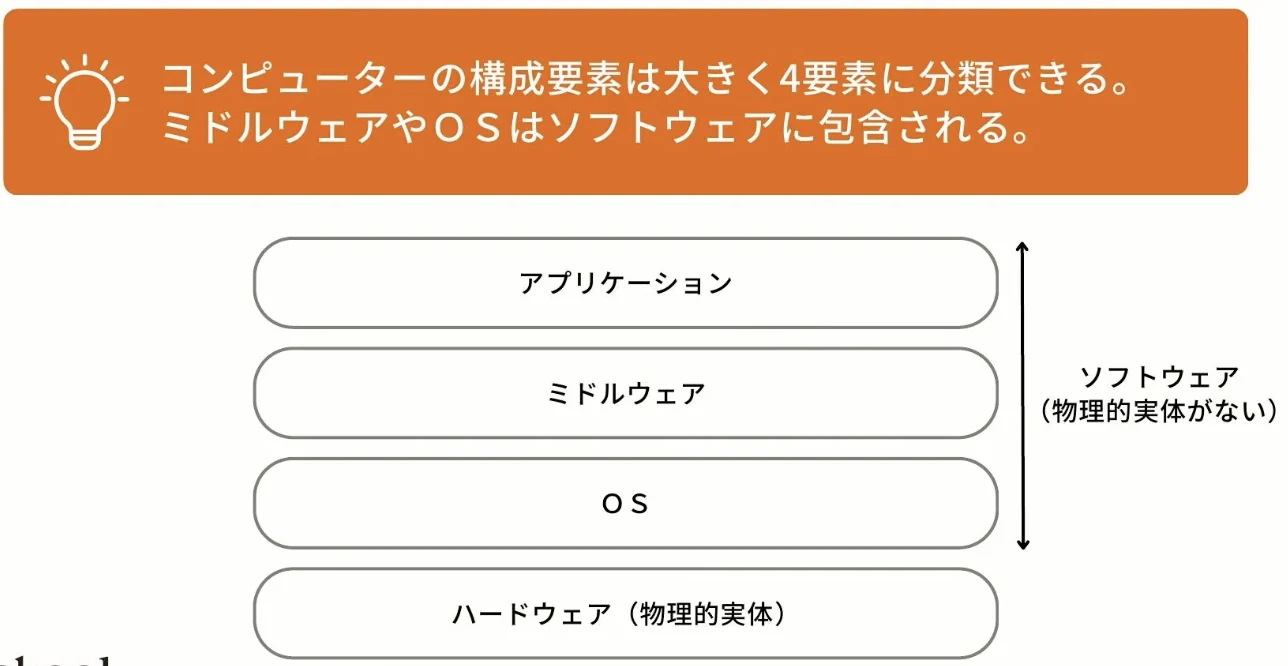 コンピューターの構成要素は大きく4要素に分類できる。
ミドルウェアやＯＳはソフトウェアに包含される。
アプリケーション
ミドルウェア
ソフトウェア
（物理的実体がない）
ＯＳ
ハードウェア（物理的実体）